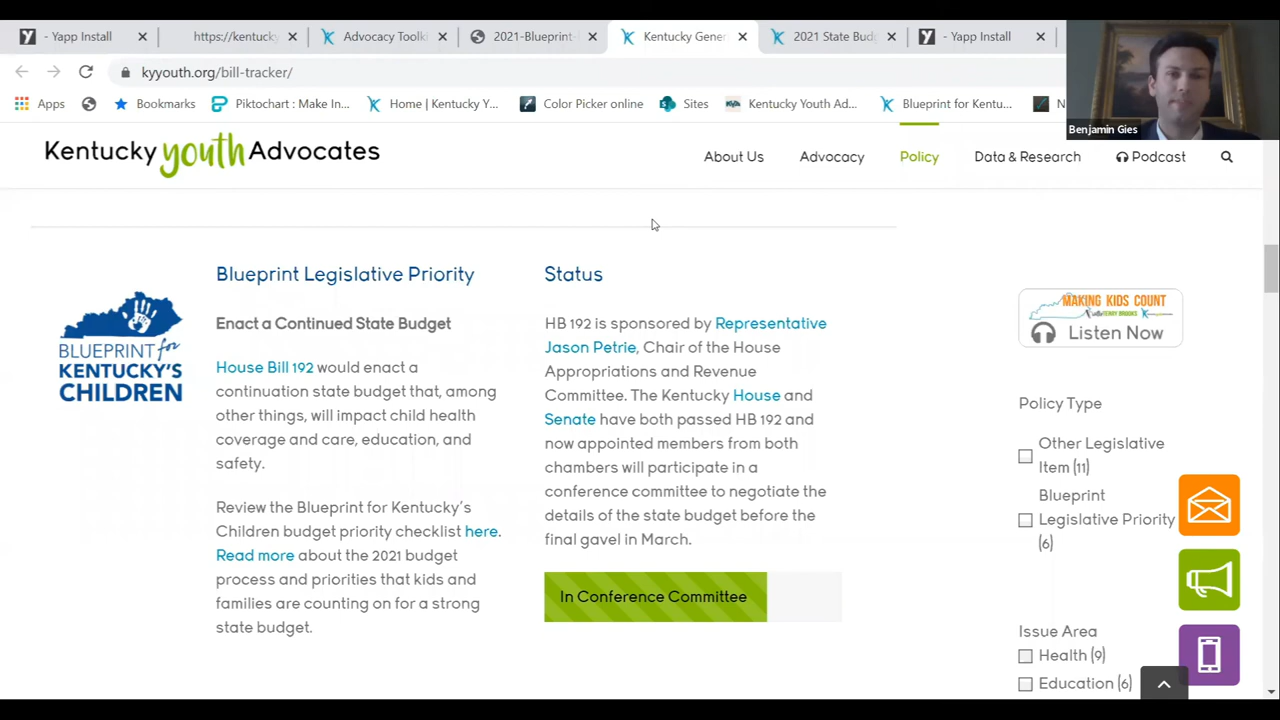 - Yapp Install
https://kentucky
Advocacy Toolki
2021-Blueprint-
Kentucky Gener
2021 State Bud
- Yapp Install
kyyouth.org/bill-tracker/
Apps
Bookmarks
Piktochart : Make In...
Home | Kentucky Y...
Color Picker online
Sites
Kentucky Youth Ad...
Blueprint for Kentu...
N
Benjamin Gies
Kentucky youth Advocates
About Us
Advocacy
Policy
Data & Research
Podcast
BLUEPRINT for
KENTUCKY'S
CHILDREN
Blueprint Legislative Priority
Enact a Continued State Budget
House Bill 192 would enact a
continuation state budget that, among
other things, will impact child health
coverage and care, education, and
safety.
Review the Blueprint for Kentucky's
Children budget priority checklist here.
Read more about the 2021 budget
process and priorities that kids and
families are counting on for a strong
state budget.
Status
HB 192 is sponsored by Representative
Jason Petrie, Chair of the House
Appropriations and Revenue
Committee. The Kentucky House and
Senate have both passed HB 192 and
now appointed members from both
chambers will participate in a
conference committee to negotiate the
details of the state budget before the
final gavel in March.
In Conference Committee
MAKING KIDS COUNT
Listen Now
Policy Type
Other Legislative
Item (11)
Blueprint
Legislative Priority
(6)
Issue Area
Health (9)
Education (6)